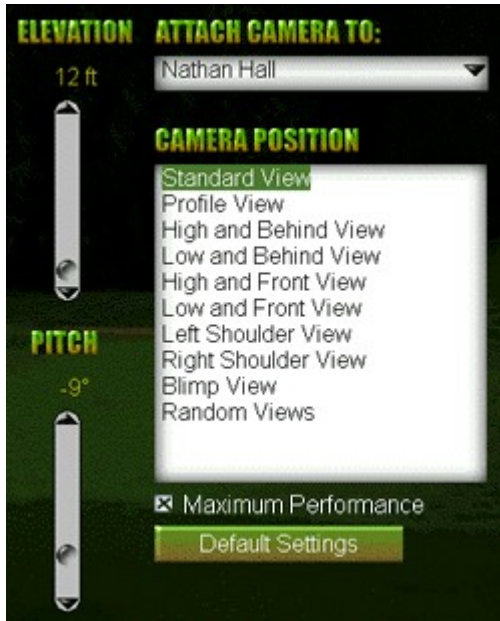 ELEVATION
12 ft
PITCH
-9°
ATTACH CAMERA TO:
Nathan Hall
CAMERA POSITION
Standard View
Profile View
High and Behind View
Low and Behind View
High and Front View
Low and Front View
Left Shoulder View
Right Shoulder View
Blimp View
Random Views
Maximum Performance
Default Settings